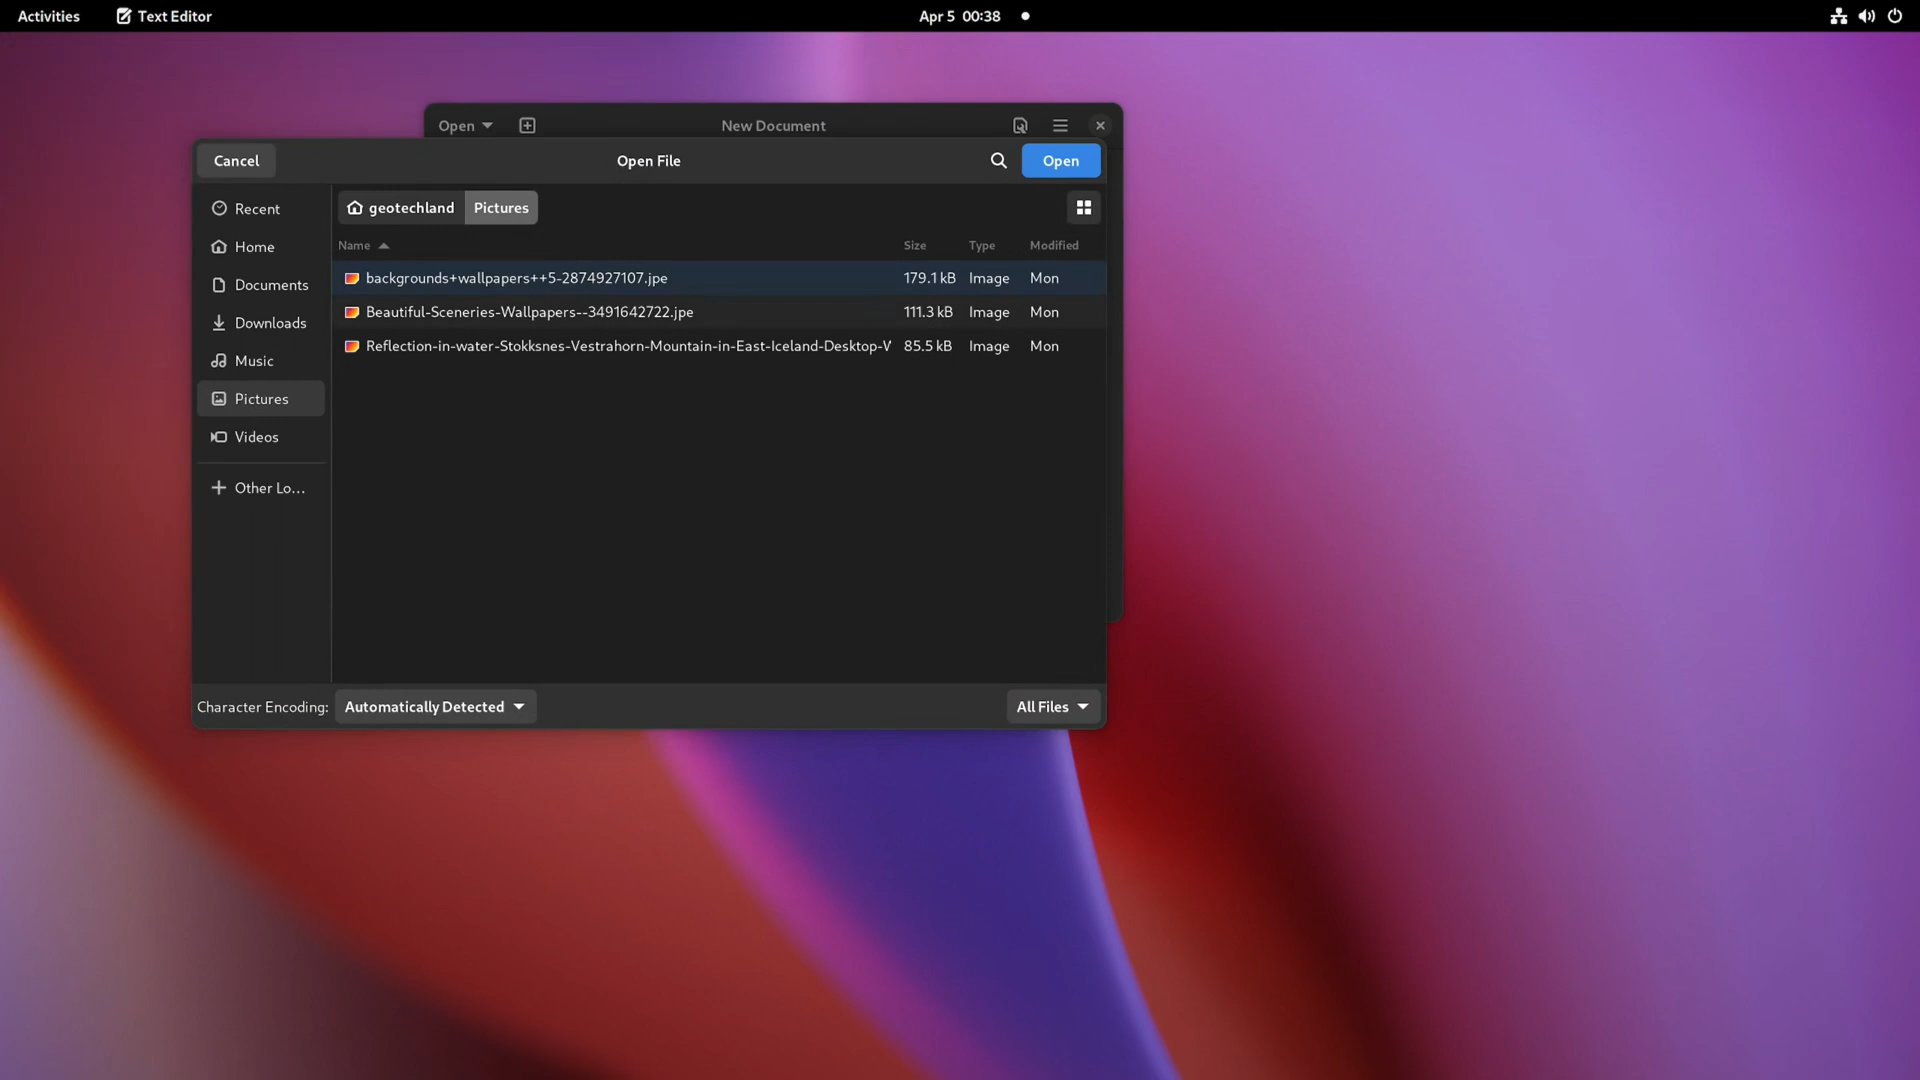 Activities Text Editor Apr 5 00:38
Open New Document
Cancel Open File Open
Recent
Home
Documents
Downloads
Music
Pictures
Videos
Other Lo...
geotechland Pictures
Name Size Type Modified
backgrounds+wallpapers++5-2874927107.jpe 179.1 kB Image Mon
Beautiful-Sceneries-Wallpapers--3491642722.jpe 111.3 kB Image Mon
Reflection-in-water-Stokksnes-Vestrahorn-Mountain-in-East-Iceland-Desktop-V 85.5 kB Image Mon
Character Encoding: Automatically Detected All Files